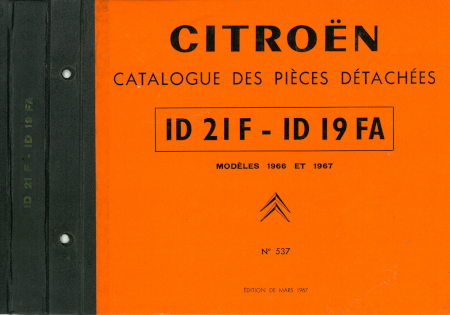 ID 21 F - ID 19 FA
CITROËN
CATALOGUE DES PIÈCES DÉTACHÉES
ID 21 F - ID 19 FA
MODÈLES 1966 ET 1967
N° 537
ÉDITION DE MARS 1967